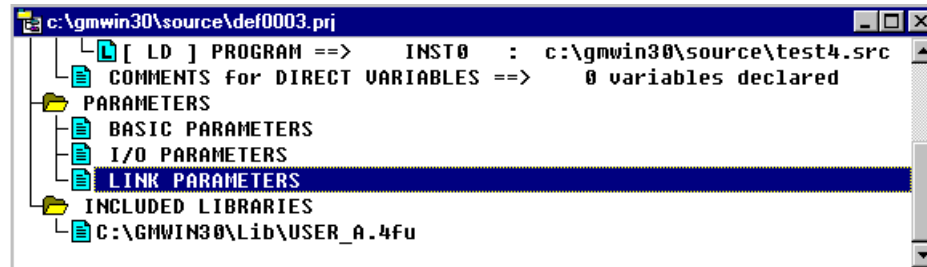 c:\gmwin30\source\def0003.prj
L [ LD ] PROGRAM ==> INST0 : c:\gmwin30\source\test4.src
COMMENTS for DIRECT VARIABLES ==> 0 variables declared
PARAMETERS
BASIC PARAMETERS
I/O PARAMETERS
LINK PARAMETERS
INCLUDED LIBRARIES
C:\GMWIN30\Lib\USER_A.4fu